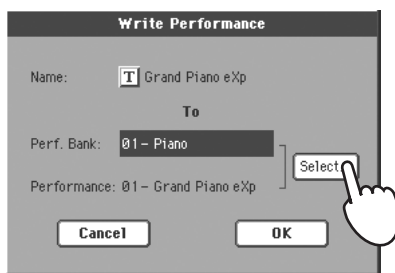 Write Performance
Name: T Grand Piano eXp
To
Perf. Bank: 01- Piano
Select
Performance: 01- Grand Piano eXp
Cancel OK